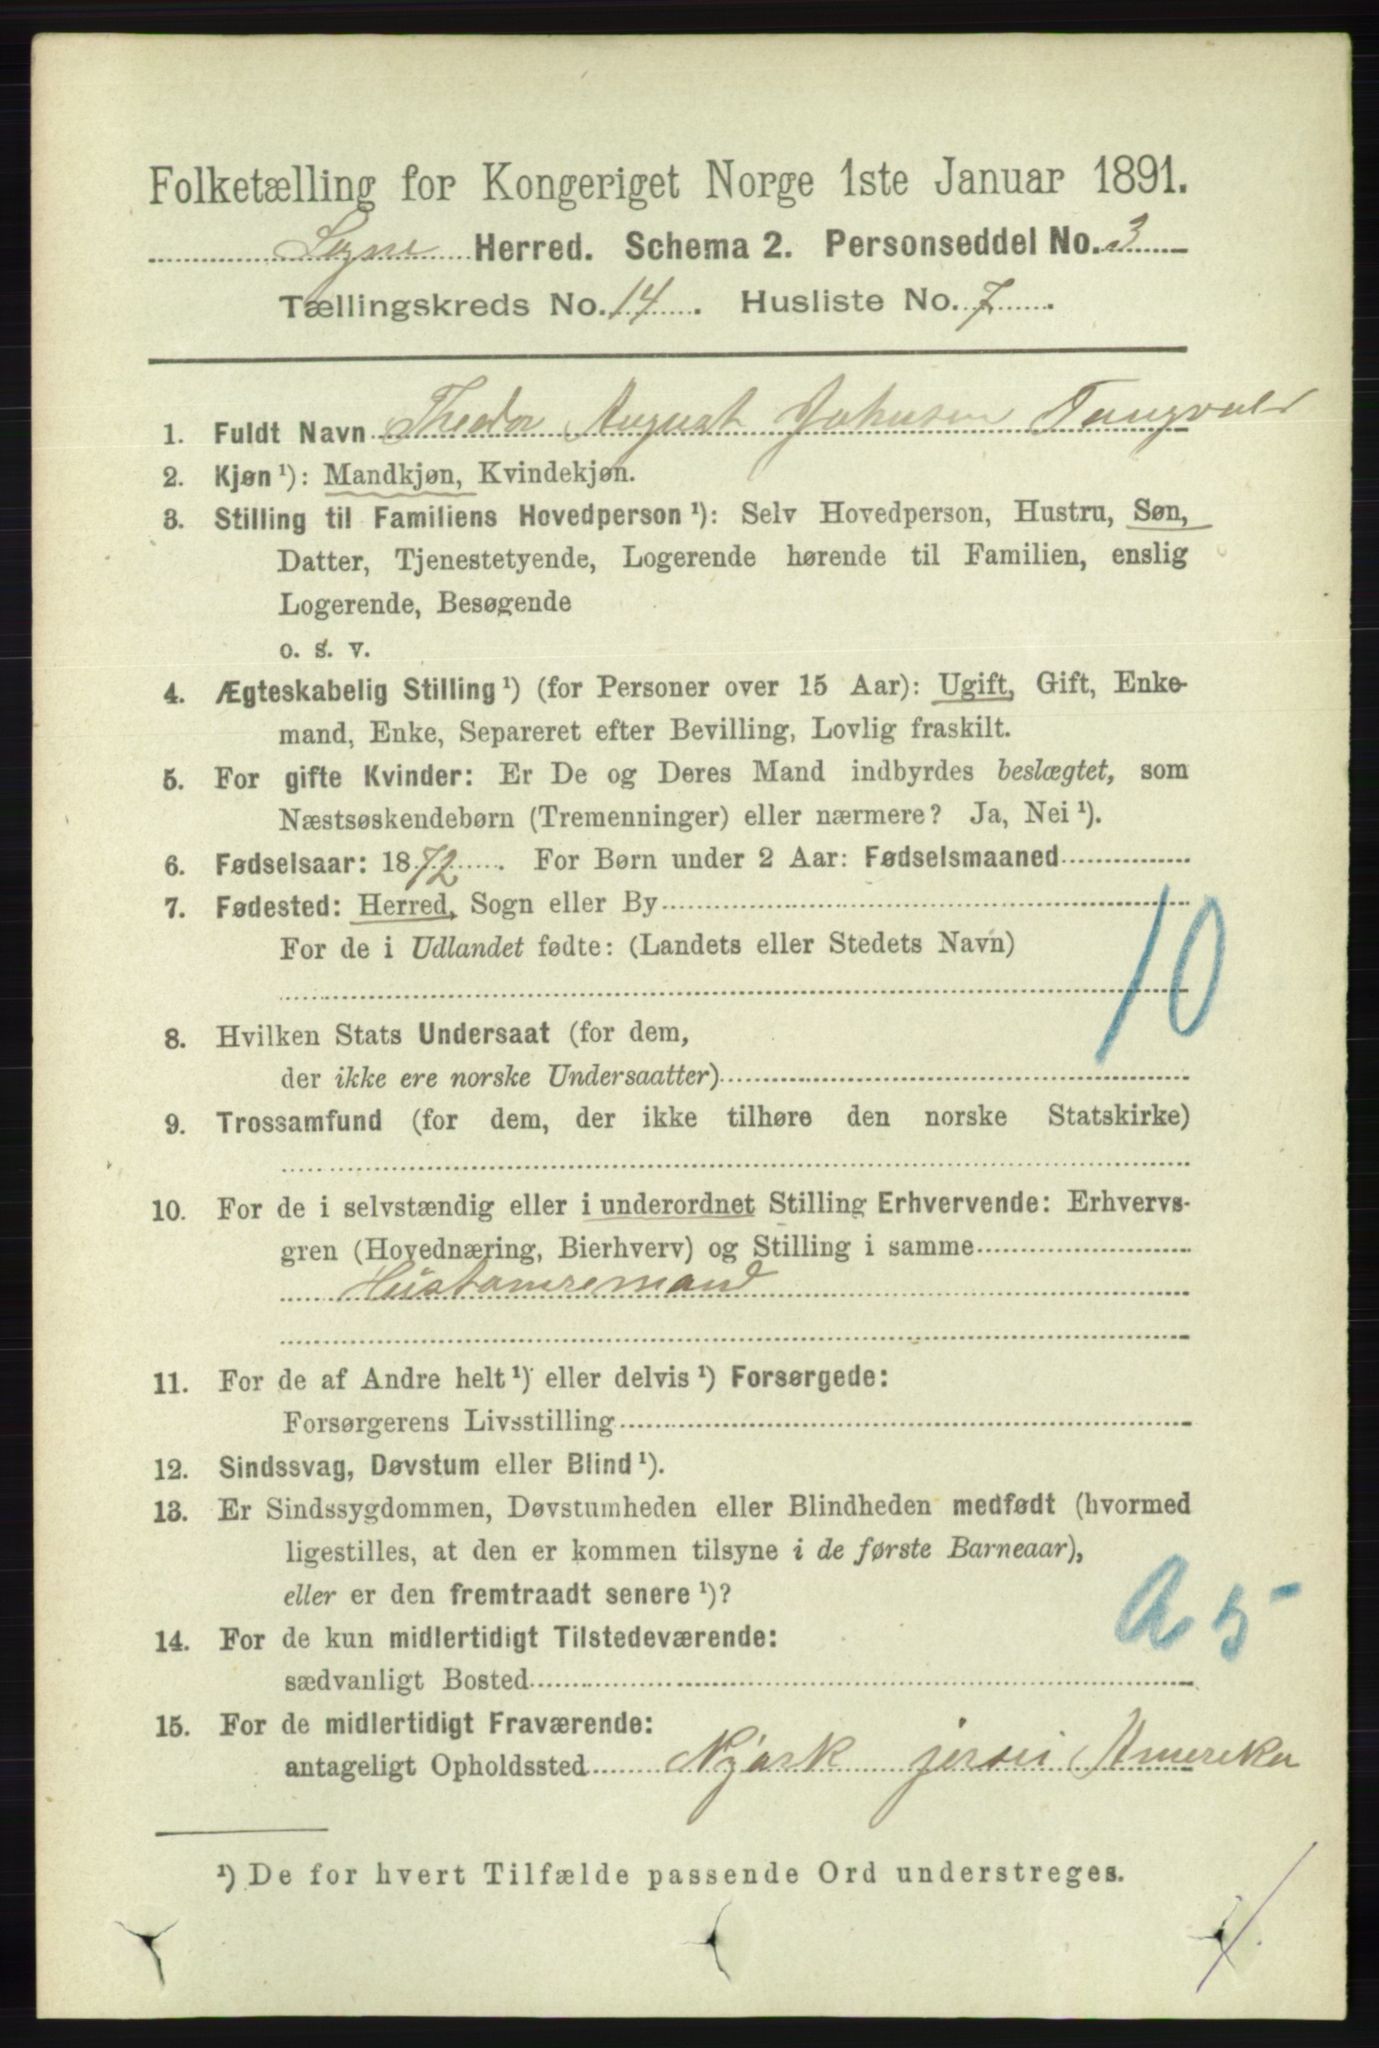 Folketælling for Kongeriget Norge 1ste Januar 1891.
Søgne Herred. Schema 2. Personseddel No. 3
Tællingskreds No. 14. Husliste No. 7.
1. Fuldt Navn Theodor August Johnsen Tangvald
2. Kjøn ¹): Mandkjøn, Kvindekjøn.
3. Stilling til Familiens Hovedperson ¹): Selv Hovedperson, Hustru, Søn,
Datter, Tjenestetyende, Logerende hørende til Familien, enslig
Logerende, Besøgende
o. s. v.
4. Ægteskabelig Stilling ¹) (for Personer over 15 Aar): Ugift, Gift, Enke-
mand, Enke, Separeret efter Bevilling, Lovlig fraskilt.
5. For gifte Kvinder: Er De og Deres Mand indbyrdes beslægtet, som
Næstsøskendebørn (Tremenninger) eller nærmere? Ja, Nei ¹).
6. Fødselsaar: 1872. For Børn under 2 Aar: Fødselsmaaned
7. Fødested: Herred, Sogn eller By
For de i Udlandet fødte: (Landets eller Stedets Navn)
10
8. Hvilken Stats Undersaat (for dem,
der ikke ere norske Undersaatter)
9. Trossamfund (for dem, der ikke tilhøre den norske Statskirke)
10. For de i selvstændig eller i underordnet Stilling Erhvervende: Erhvervs-
gren (Hovednæring, Bierhverv) og Stilling i samme
Hustømremand
11. For de af Andre helt ¹) eller delvis ¹) Forsørgede:
Forsørgerens Livsstilling
12. Sindssvag, Døvstum eller Blind ¹).
13. Er Sindssygdommen, Døvstumheden eller Blindheden medfødt (hvormed
ligestilles, at den er kommen tilsyne i de første Barneaar),
eller er den fremtraadt senere ¹)?
A 5
14. For de kun midlertidigt Tilstedeværende:
sædvanligt Bosted
15. For de midlertidigt Fraværende:
antageligt Opholdssted Njørk jersei Amerika
¹) De for hvert Tilfælde passende Ord understreges.